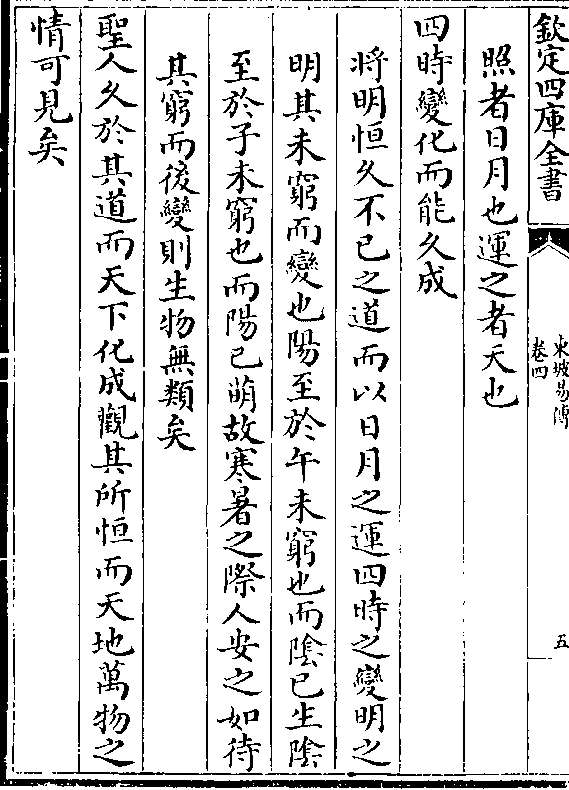 欽定四庫全書
東坡易傳
卷四
五
照者日月也運之者天也
四時變化而能久成
將明恒久不已之道而以日月之運四時之變明之
明其未窮而變也陽至於午未窮也而陰已生陰
至於子未窮也而陽已萌故寒暑之際人安之如待
其窮而後變則生物無類矣
聖人久於其道而天下化成觀其所恒而天地萬物之
情可見矣